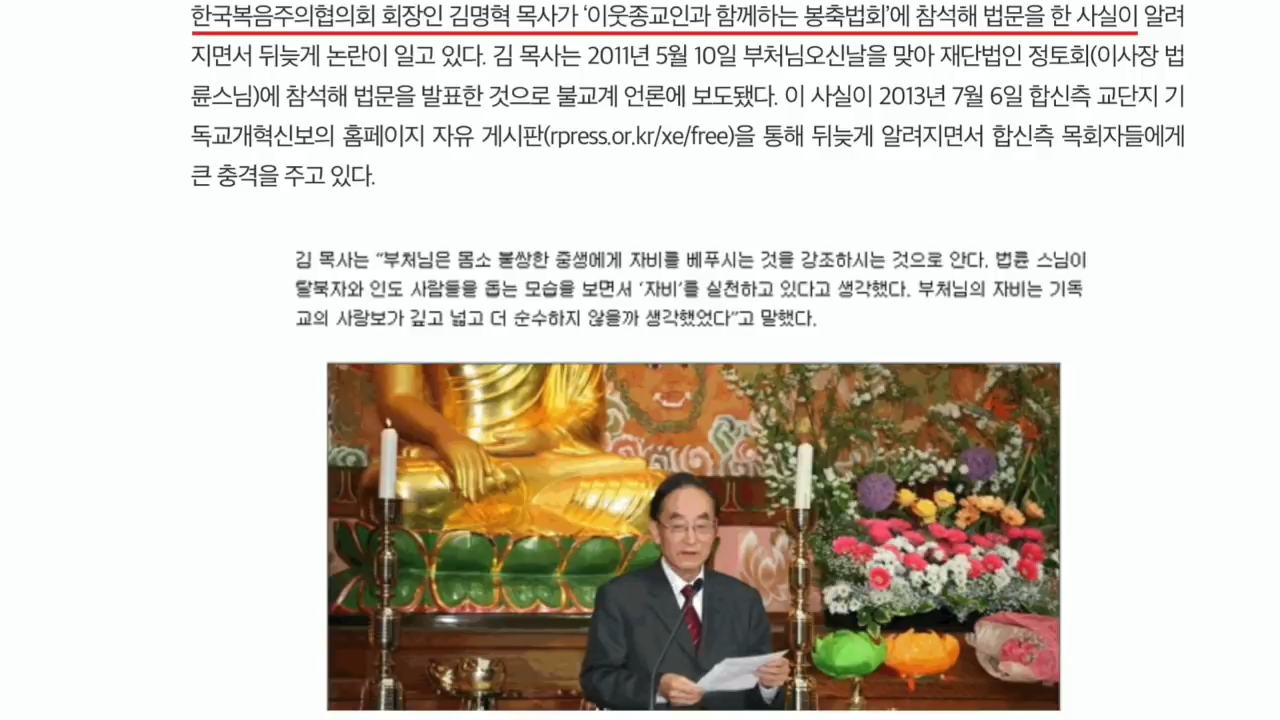 한국복음주의협의회 회장인 김명혁 목사가 ‘이웃종교인과 함께하는 봉축법회’에 참석해 법문을 한 사실이 알려
지면서 뒤늦게 논란이 일고 있다. 김 목사는 2011년 5월 10일 부처님오신날을 맞아 재단법인 정토회(이사장 법
륜스님)에 참석해 법문을 발표한 것으로 불교계 언론에 보도됐다. 이 사실이 2013년 7월 6일 합신측 교단지 기
독교개혁신보의 홈페이지 자유 게시판(rpress.or.kr/xe/free)을 통해 뒤늦게 알려지면서 합신측 목회자들에게
큰 충격을 주고 있다.
김 목사는 “부처님은 몸소 불쌍한 중생에게 자비를 베푸시는 것을 강조하시는 것으로 안다. 법륜 스님이
탈북자와 인도 사람들을 돕는 모습을 보면서 ‘자비’를 실천하고 있다고 생각했다. 부처님의 자비는 기독
교의 사랑보가 깊고 넓고 더 순수하지 않을까 생각했었다”고 말했다.